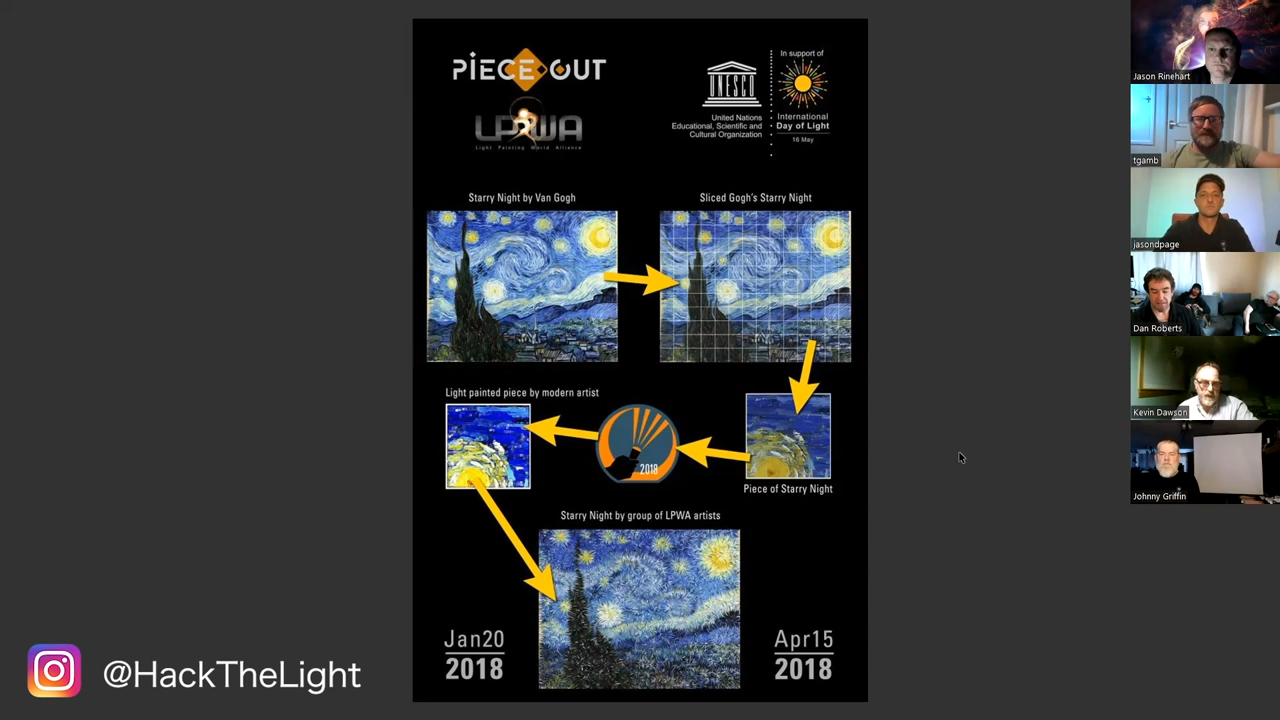 PIECE OUT
LPWA
Light Painting World Alliance
UNESCO
United Nations
Educational, Scientific and
Cultural Organization
In support of
International
Day of Light
16 May
Starry Night by Van Gogh
Sliced Gogh's Starry Night
Light painted piece by modern artist
2018
Piece of Starry Night
Starry Night by group of LPWA artists
Jan20
2018
Apr15
2018
@HackTheLight
Jason Rinehart
tgamb
jasondpage
Dan Roberts
Kevin Dawson
Johnny Griffin